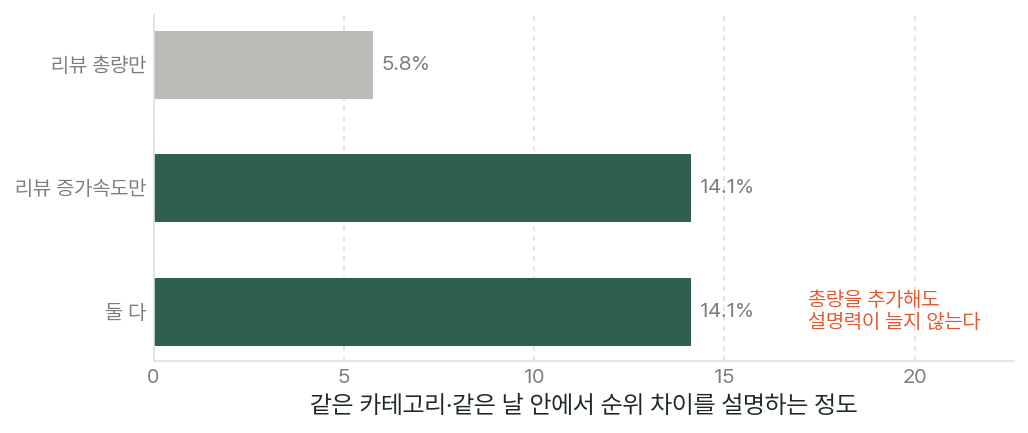 리뷰 총량만
5.8%
리뷰 증가속도만
14.1%
둘 다
14.1%
총량을 추가해도
설명력이 늘지 않는다
0
5
10
15
20
같은 카테고리·같은 날 안에서 순위 차이를 설명하는 정도